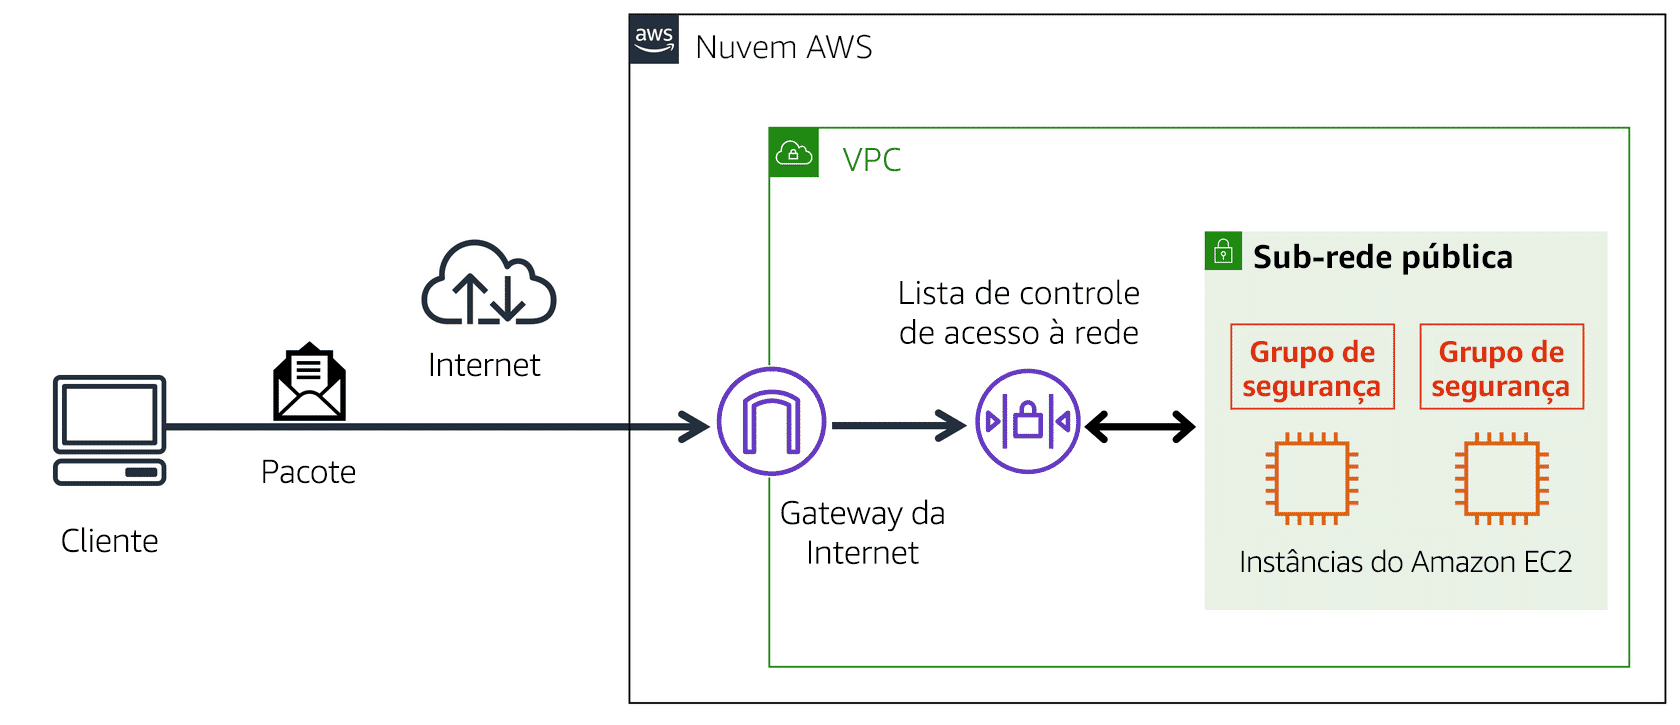 aws
Nuvem AWS
VPC
Sub-rede pública
Lista de controle
de acesso à rede
Grupo de
segurança
Grupo de
segurança
Internet
Pacote
Cliente
Gateway da
Internet
Instâncias do Amazon EC2